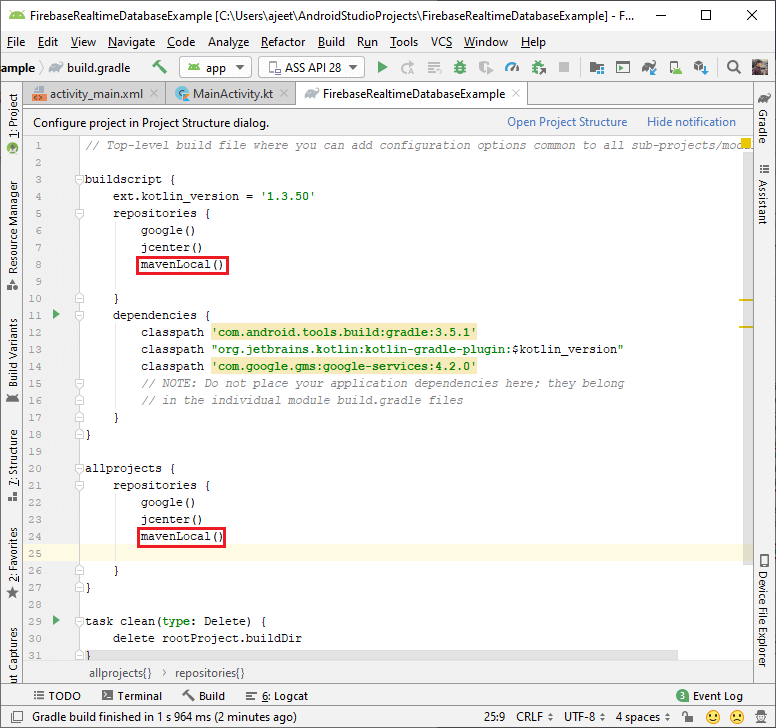 FirebaseRealtimeDatabaseExample [C:\Users\ajeet\AndroidStudioProjects\FirebaseRealtimeDatabaseExample] - F...
File Edit View Navigate Code Analyze Refactor Build Run Tools VCS Window Help
ample build.gradle app ASS API 28
activity_main.xml MainActivity.kt FirebaseRealtimeDatabaseExample
Configure project in Project Structure dialog. Open Project Structure Hide notification
1 // Top-level build file where you can add configuration options common to all sub-projects/mod
2
3 buildscript {
4 ext.kotlin_version = '1.3.50'
5 repositories {
6 google()
7 jcenter()
8 mavenLocal()
9
10 }
11 dependencies {
12 classpath 'com.android.tools.build:gradle:3.5.1'
13 classpath "org.jetbrains.kotlin:kotlin-gradle-plugin:$kotlin_version"
14 classpath 'com.google.gms:google-services:4.2.0'
15 // NOTE: Do not place your application dependencies here; they belong
16 // in the individual module build.gradle files
17 }
18 }
19
20 allprojects {
21 repositories {
22 google()
23 jcenter()
24 mavenLocal()
25
26 }
27 }
28
29 task clean(type: Delete) {
30 delete rootProject.buildDir
31 }
allprojects{} › repositories{}
1: Project
Resource Manager
Build Variants
7: Structure
2: Favorites
ut Captures
Gradle
Assistant
Device File Explorer
TODO Terminal Build 6: Logcat 3 Event Log
Gradle build finished in 1 s 964 ms (2 minutes ago) 25:9 CRLF UTF-8 4 spaces